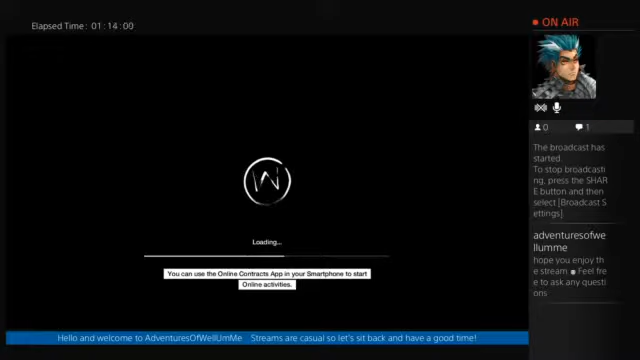 Elapsed Time : 01:14:00
ON AIR
0
1
The broadcast has
started.
To stop broadcasti
ng, press the SHAR
E button and then
select [Broadcast S
ettings].
adventuresofwe
llumme
hope you enjoy th
e stream ☻ Feel fre
e to ask any questi
ons
Loading...
You can use the Online Contracts App in your Smartphone to start
Online activities.
Hello and welcome to AdventuresOfWellUmMe Streams are casual so let's sit back and have a good time!